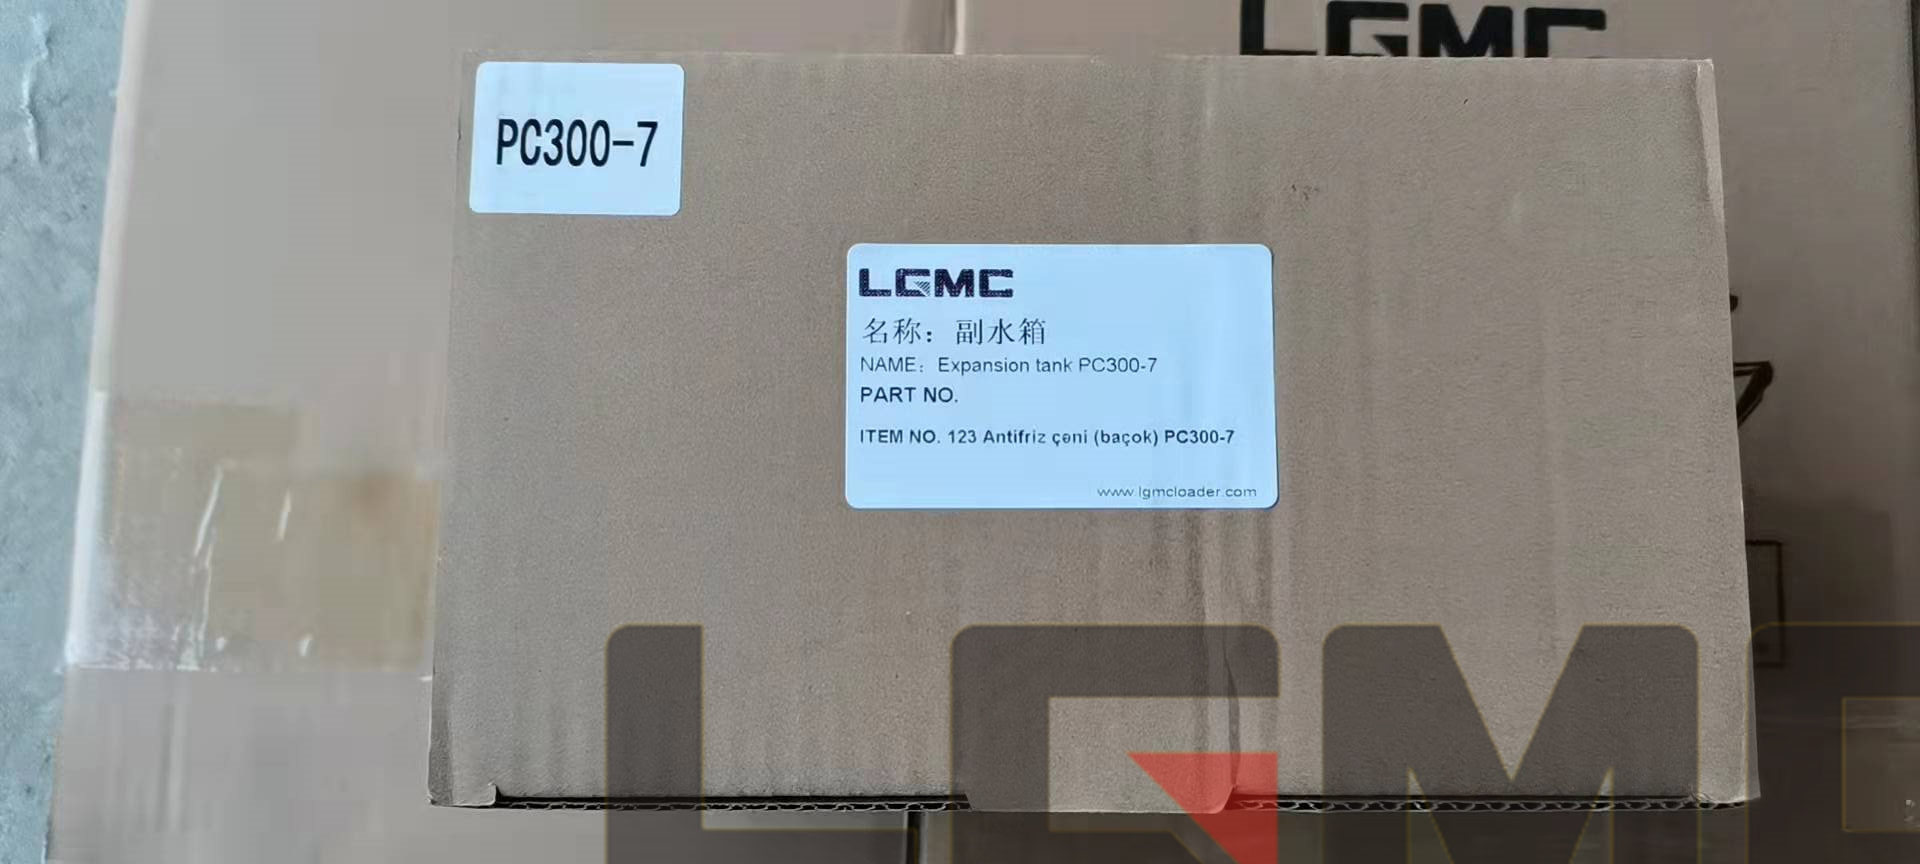 LGMC
PC300-7
LGMC
名称：副水箱
NAME：Expansion tank PC300-7
PART NO.
ITEM NO. 123 Antifriz çəni (baçok) PC300-7
www.lgmcloader.com
LGMC